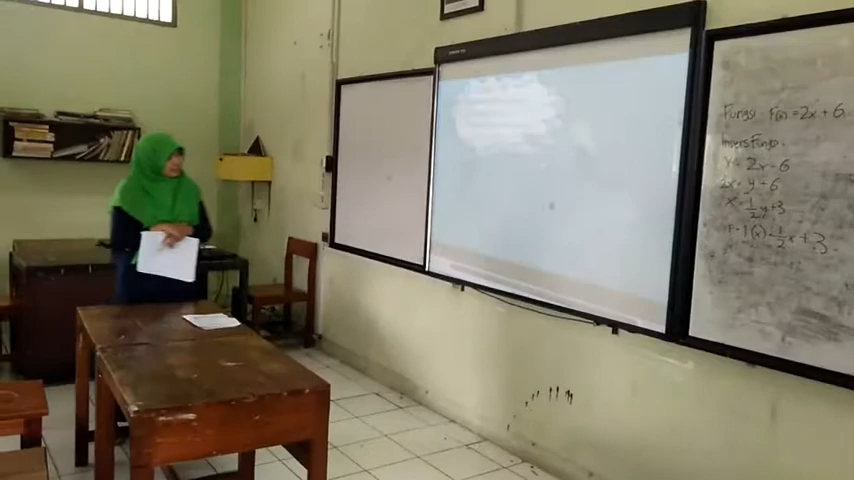 Fungsi F(x) = 2x + 6
Invers Fungsi
y = 2x - 6
2x = y - 6
x = 1/2 y + 3
F-1(x) = 1/2 x + 3